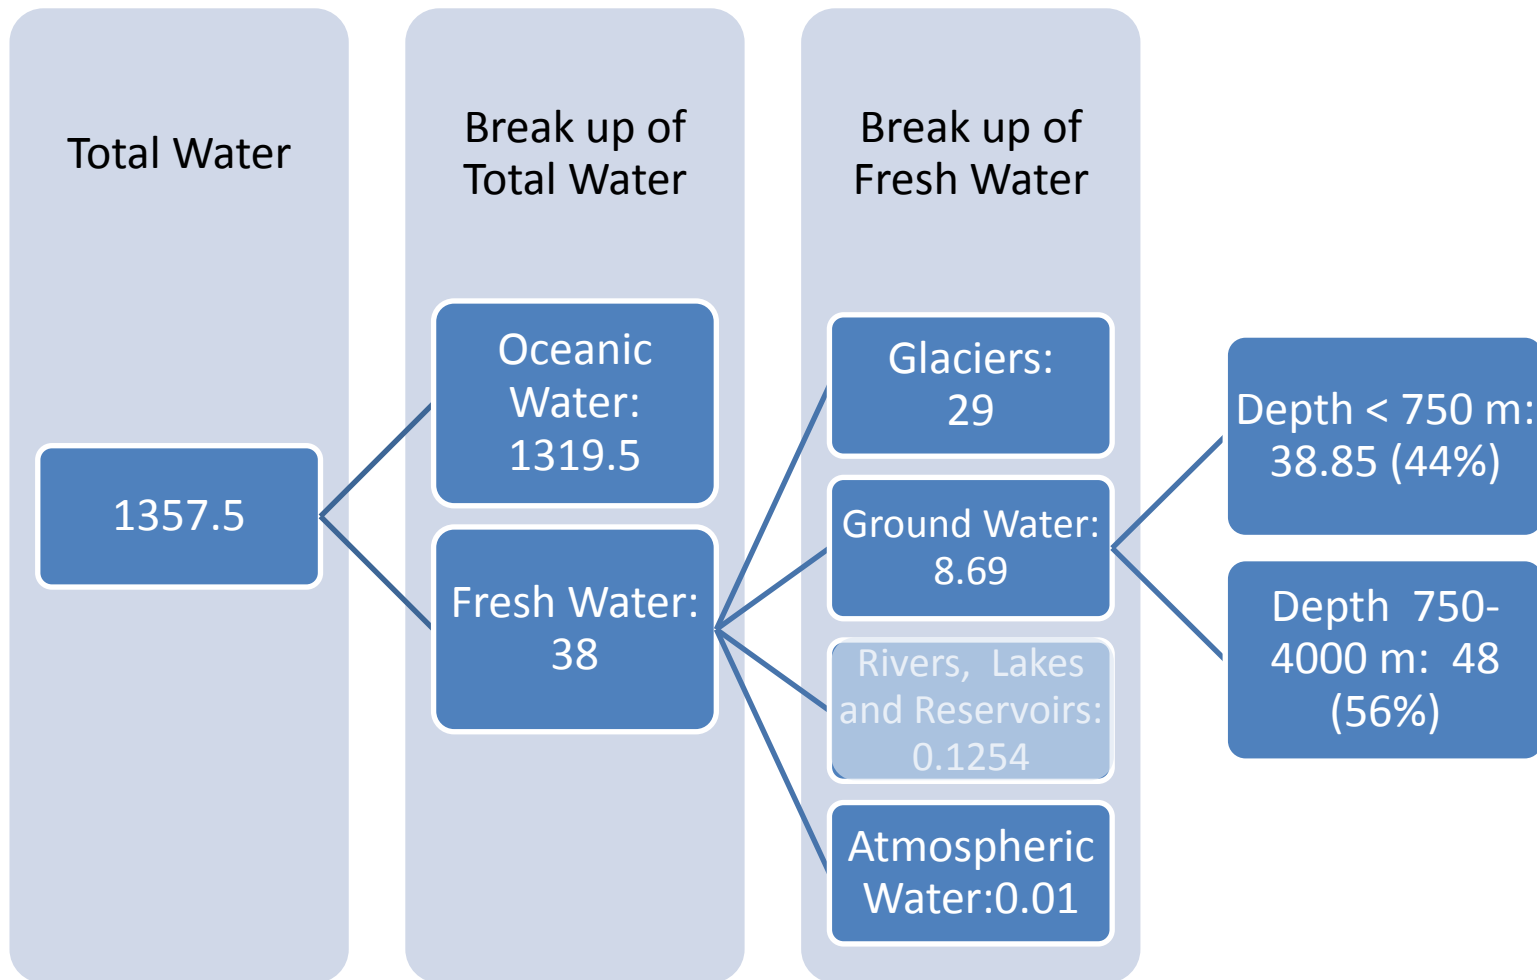 Total Water
1357.5
Break up of
Total Water
Oceanic
Water:
1319.5
Fresh Water:
38
Break up of
Fresh Water
Glaciers:
29
Ground Water:
8.69
Rivers,  Lakes
and Reservoirs:
0.1254
Atmospheric
Water:0.01
Depth < 750 m:
38.85 (44%)
Depth  750-
4000 m:  48
(56%)